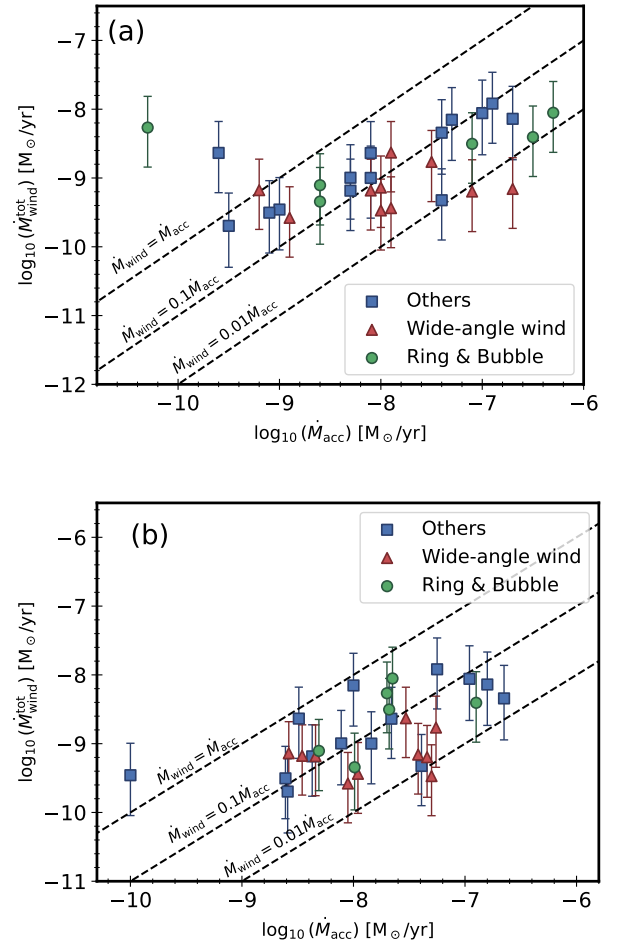 (a)
−7
−8
−9
−10
−11
−12
log₁₀ (Ṁᵗᵒᵗwind) [M⊙/yr]
Ṁwind = Ṁacc
Ṁwind = 0.1Ṁacc
Ṁwind = 0.01Ṁacc
Others
Wide-angle wind
Ring & Bubble
−10 −9 −8 −7 −6
log₁₀ (Ṁacc) [M⊙/yr]
(b)
−6
−7
−8
−9
−10
−11
log₁₀ (Ṁᵗᵒᵗwind) [M⊙/yr]
Others
Wide-angle wind
Ring & Bubble
Ṁwind = Ṁacc
Ṁwind = 0.1Ṁacc
Ṁwind = 0.01Ṁacc
−10 −9 −8 −7 −6
log₁₀ (Ṁacc) [M⊙/yr]